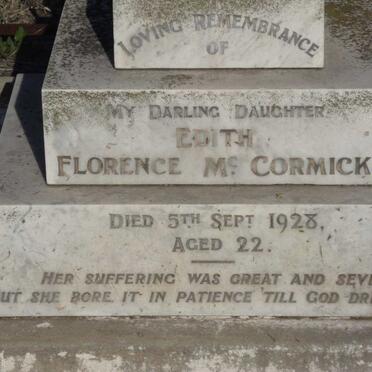 LOVING REMEMBRANCE
OF
MY DARLING DAUGHTER
EDITH
FLORENCE Mc CORMICK
DIED 5TH SEPT 1928,
AGED 22.
HER SUFFERING WAS GREAT AND
SHE BORE IT IN PATIENCE TILL GOD